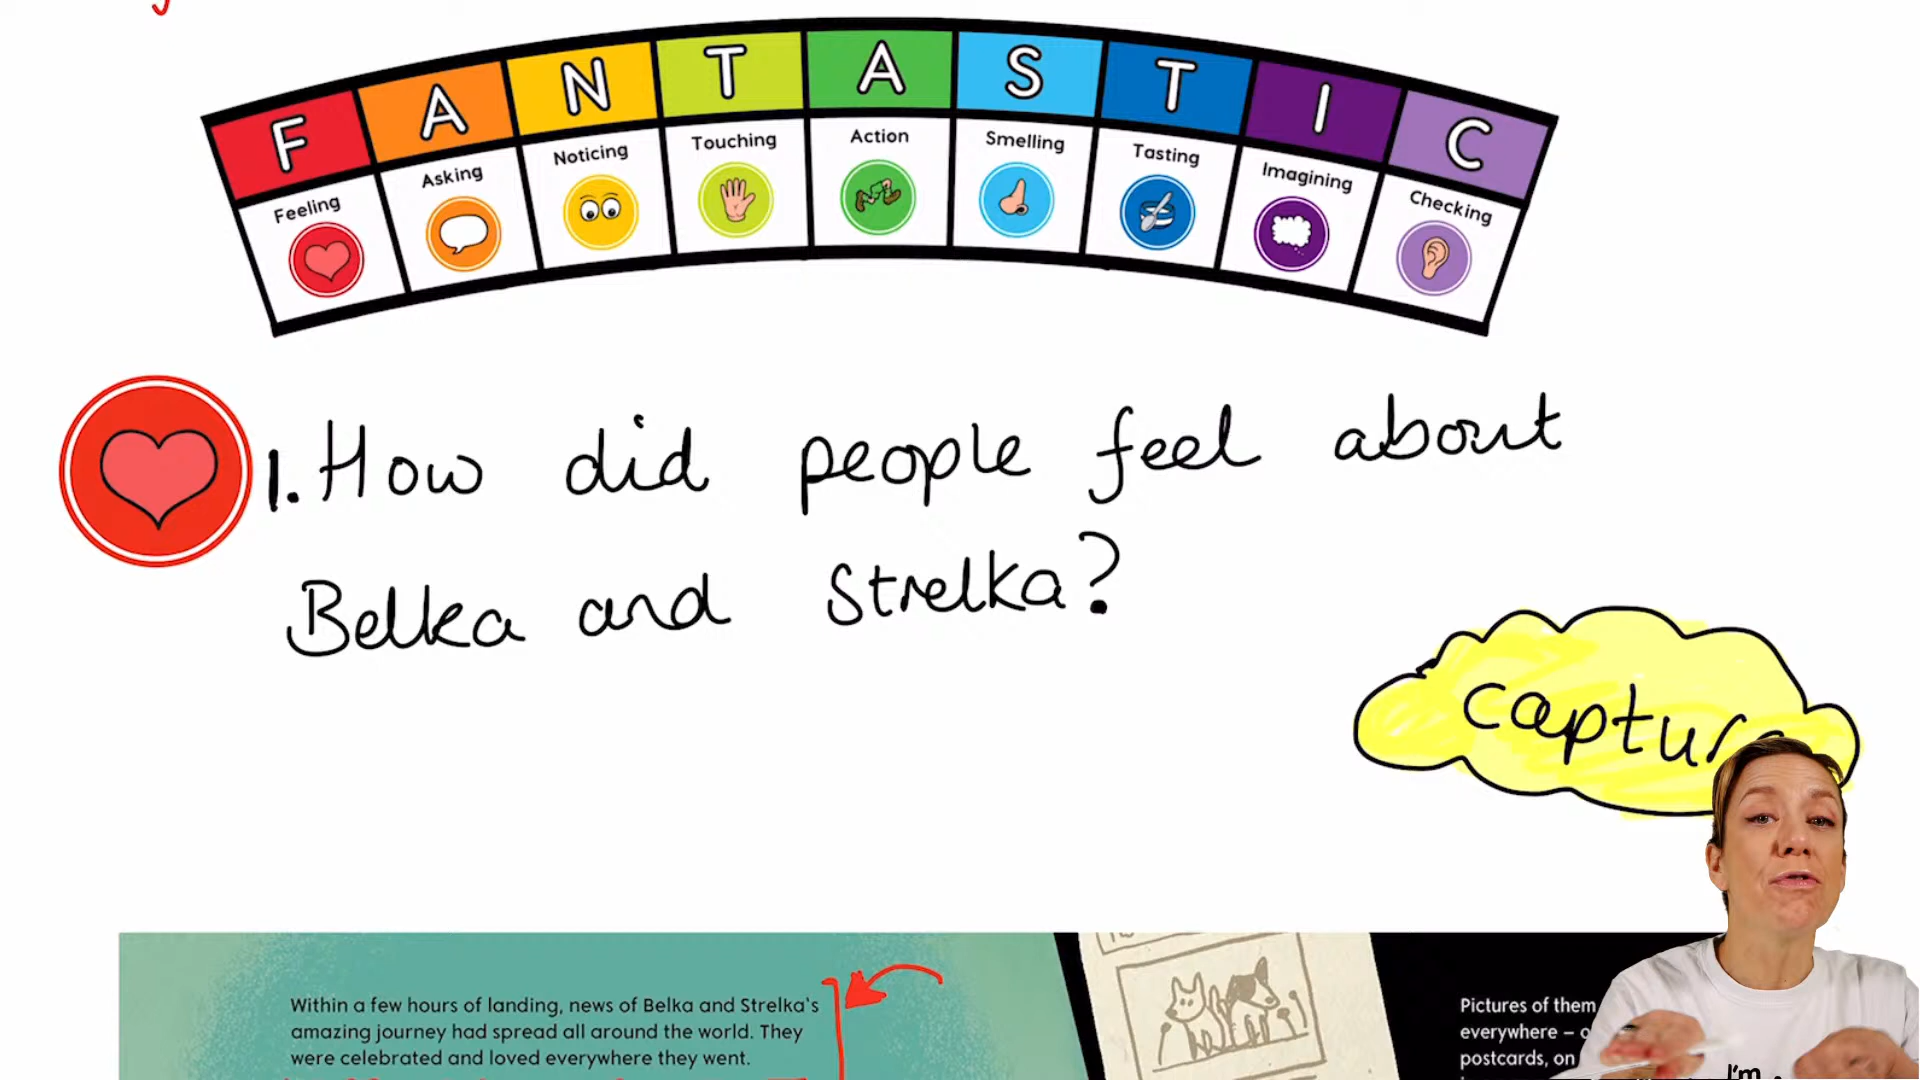 F A N T A S T I C
Feeling Asking Noticing Touching Action Smelling Tasting Imagining Checking
1. How did people feel about
Belka and Strelka?
captur
Within a few hours of landing, news of Belka and Strelka's
amazing journey had spread all around the world. They
were celebrated and loved everywhere they went.
Pictures of them
everywhere –
postcards, on
I'm